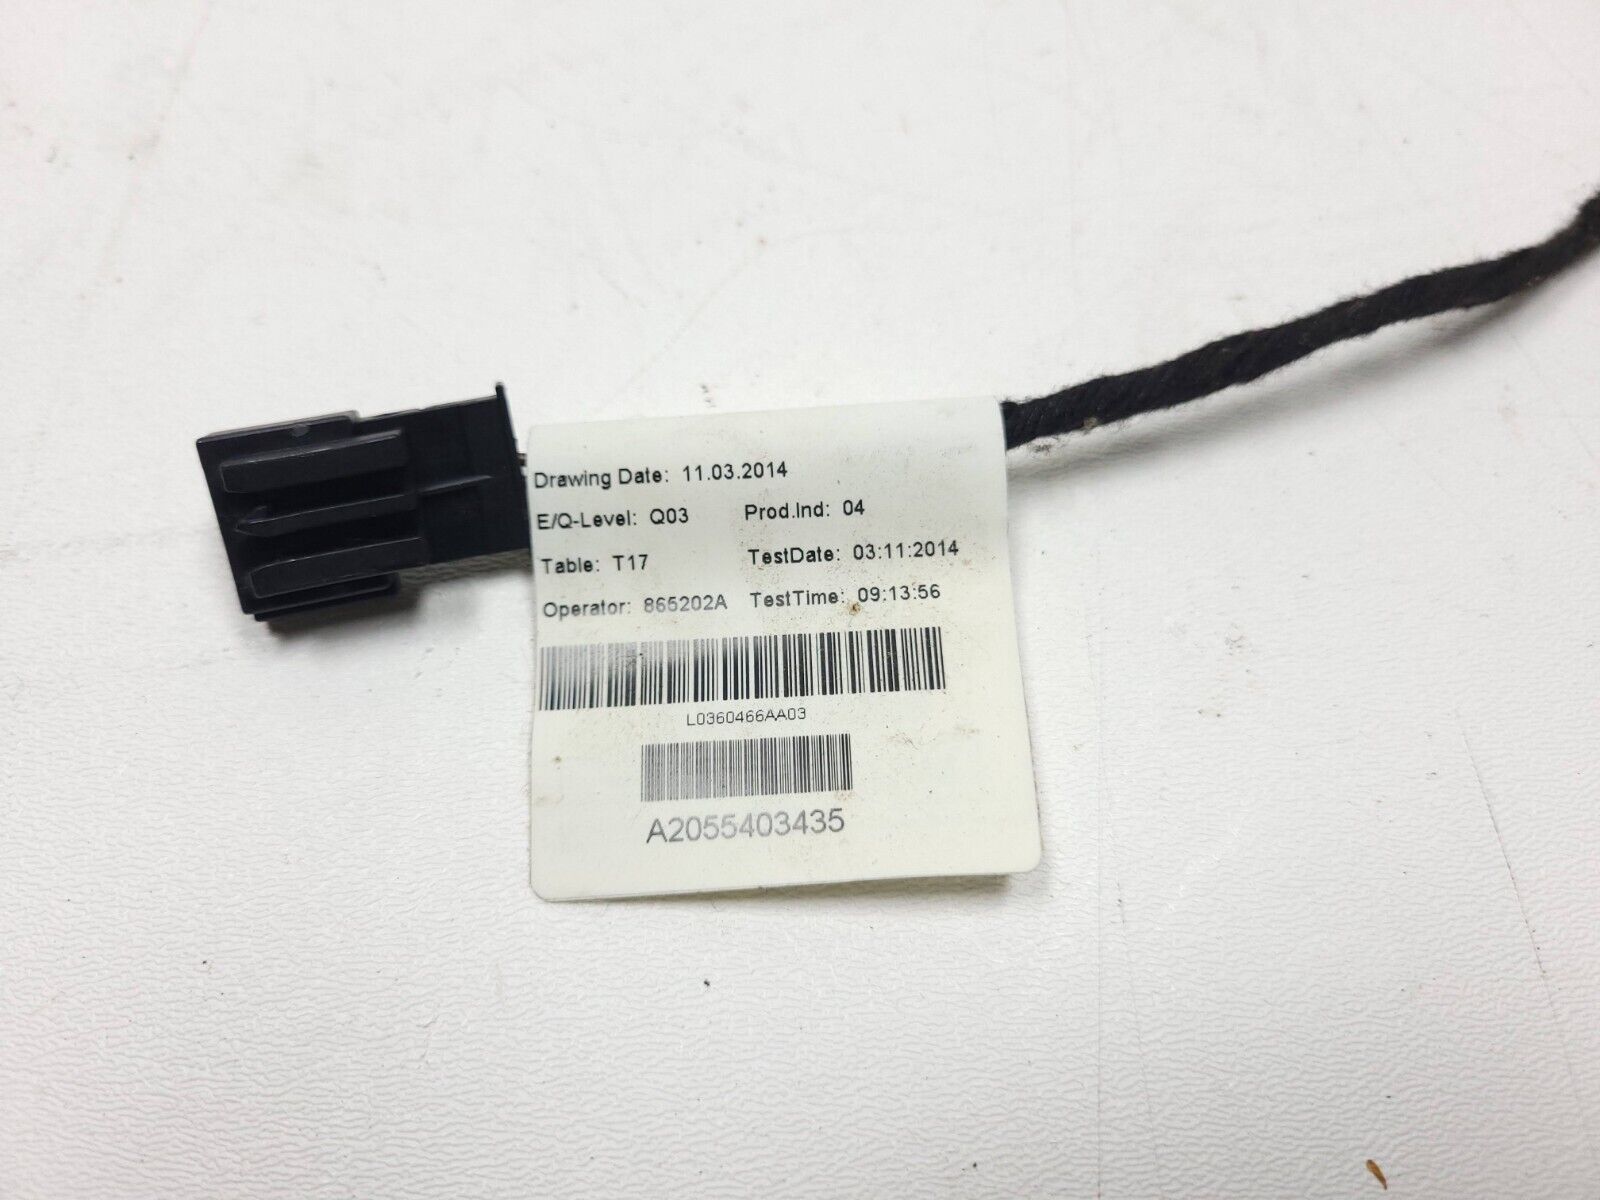 Drawing Date: 11.03.2014
E/Q-Level: Q03 Prod.Ind: 04
Table: T17 TestDate: 03:11:2014
Operator: 865202A TestTime: 09:13:56
L0360466AA03
A2055403435